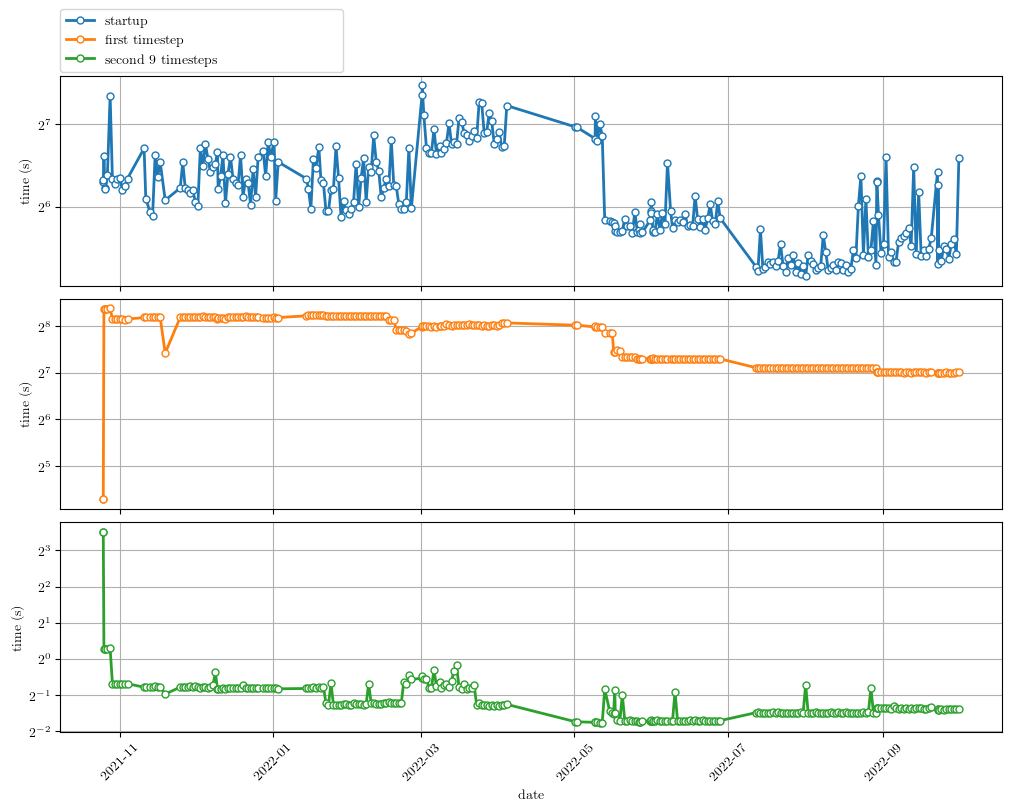 startup
first timestep
second 9 timesteps
2^7
2^6
time (s)
2^8
2^7
2^6
2^5
time (s)
2^3
2^2
2^1
2^0
2^−1
2^−2
time (s)
2021-11
2022-01
2022-03
2022-05
2022-07
2022-09
date